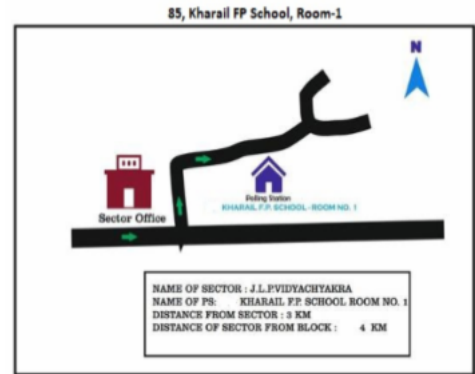 85, Kharail FP School, Room-1
N
Sector Office
Polling Station
KHARAIL F.P. SCHOOL - ROOM NO. 1
NAME OF SECTOR : J.L.P.VIDYACHYAKRA
NAME OF PS: KHARAIL F.P. SCHOOL ROOM NO. 1
DISTANCE FROM SECTOR : 3 KM
DISTANCE OF SECTOR FROM BLOCK : 4 KM